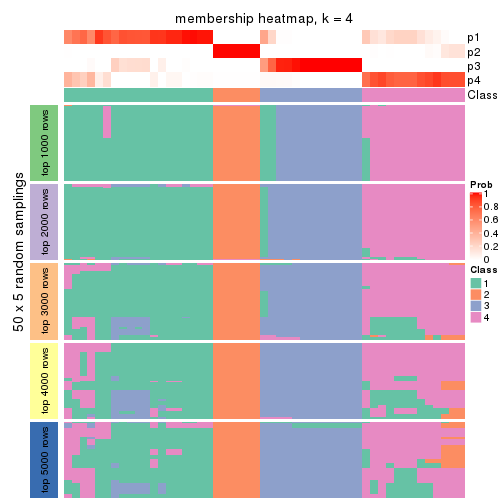 membership heatmap, k = 4
p1
p2
p3
p4
Class
50 x 5 random samplings
top 1000 rows
top 2000 rows
top 3000 rows
top 4000 rows
top 5000 rows
Prob
1
0.8
0.6
0.4
0.2
0
Class
1
2
3
4